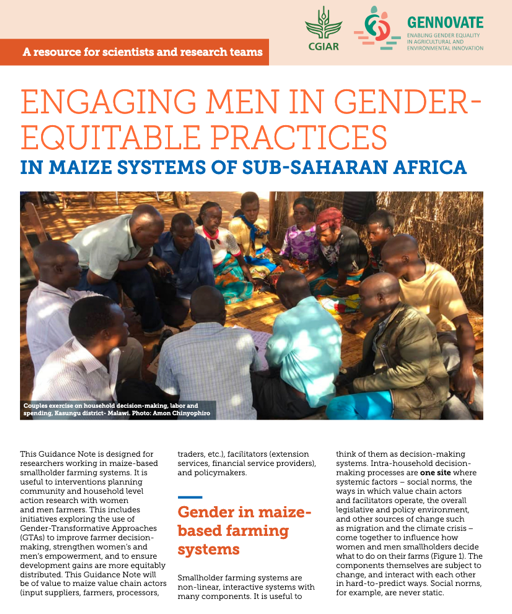 A resource for scientists and research teams
CGIAR
GENNOVATE
ENABLING GENDER EQUALITY
IN AGRICULTURAL AND
ENVIRONMENTAL INNOVATION
ENGAGING MEN IN GENDER-
EQUITABLE PRACTICES
IN MAIZE SYSTEMS OF SUB-SAHARAN AFRICA
Couples exercise on household decision-making, labor and
spending, Kasungu district- Malawi. Photo: Amon Chinyophiro
This Guidance Note is designed for
researchers working in maize-based
smallholder farming systems. It is
useful to interventions planning
community and household level
action research with women
and men farmers. This includes
initiatives exploring the use of
Gender-Transformative Approaches
(GTAs) to improve farmer decision-
making, strengthen women's and
men's empowerment, and to ensure
development gains are more equitably
distributed. This Guidance Note will
be of value to maize value chain actors
(input suppliers, farmers, processors,
traders, etc.), facilitators (extension
services, financial service providers),
and policymakers.
Gender in maize-
based farming
systems
Smallholder farming systems are
non-linear, interactive systems with
many components. It is useful to
think of them as decision-making
systems. Intra-household decision-
making processes are one site where
systemic factors – social norms, the
ways in which value chain actors
and facilitators operate, the overall
legislative and policy environment,
and other sources of change such
as migration and the climate crisis –
come together to influence how
women and men smallholders decide
what to do on their farms (Figure 1). The
components themselves are subject to
change, and interact with each other
in hard-to-predict ways. Social norms,
for example, are never static.